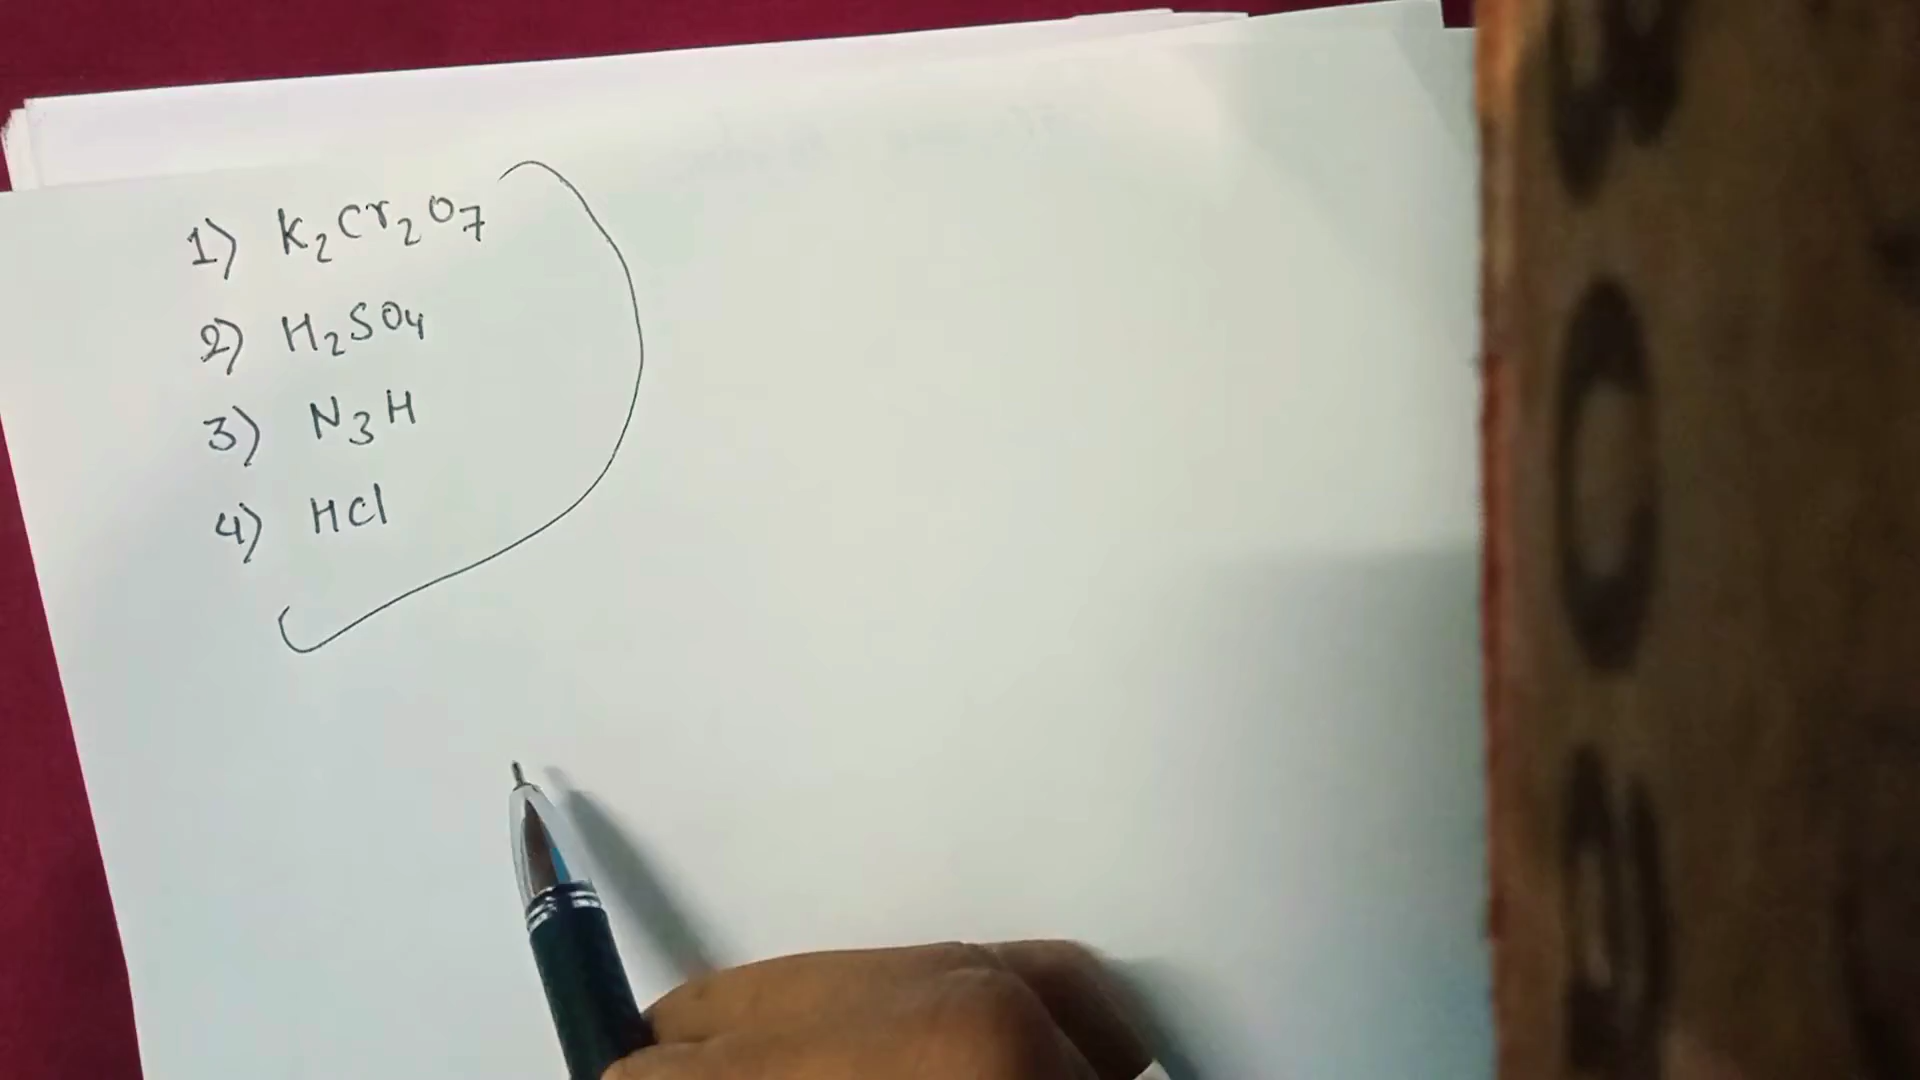 1) K₂Cr₂O₇
2) H₂SO₄
3) N₃H
4) HCl